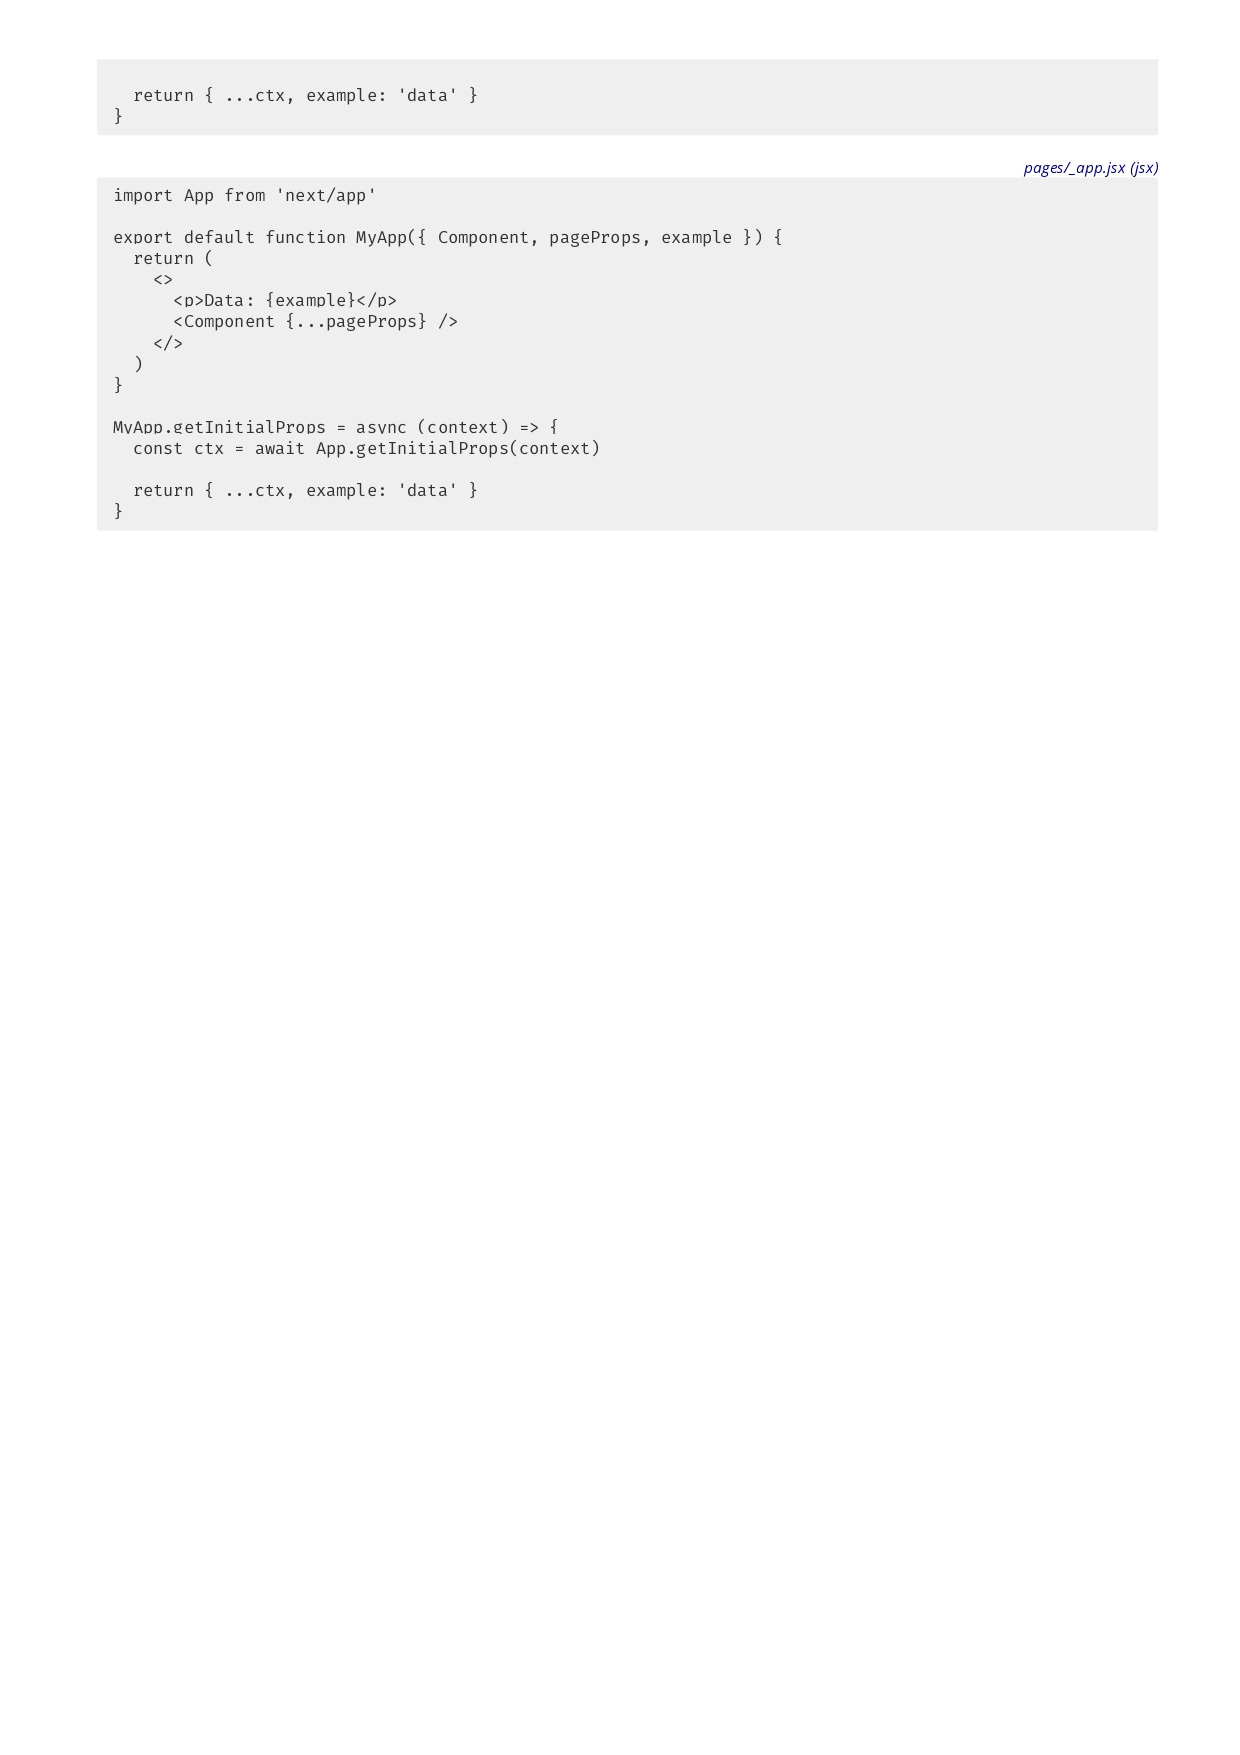 return { ...ctx, example: 'data' }
}
pages/_app.jsx (jsx)
import App from 'next/app'

export default function MyApp({ Component, pageProps, example }) {
  return (
    <>
      <p>Data: {example}</p>
      <Component {...pageProps} />
    </>
  )
}

MyApp.getInitialProps = async (context) => {
  const ctx = await App.getInitialProps(context)

  return { ...ctx, example: 'data' }
}